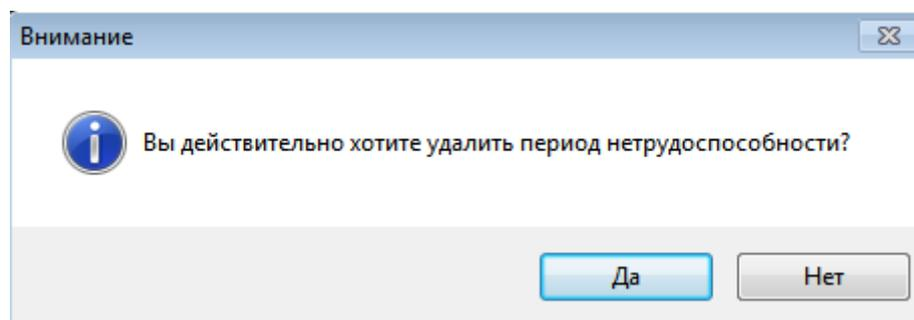 Внимание
Вы действительно хотите удалить период нетрудоспособности?
Да
Нет